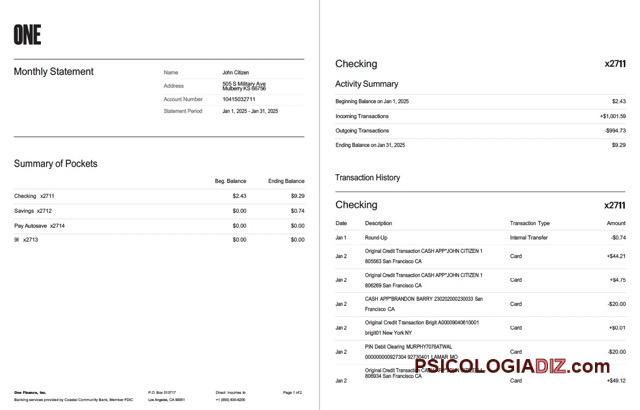 ONE
Monthly Statement
Name John Citizen
Address 505 S Military Ave
Mulberry KS 66756
Account Number 10415032711
Statement Period Jan 1, 2025 - Jan 31, 2025
Summary of Pockets
Beg. Balance Ending Balance
Checking x2711 $2.43 $9.29
Savings x2712 $0.00 $0.74
Pay Autosave x2714 $0.00 $0.00
x2713 $0.00 $0.00
One Finance, Inc. P.O. Box 513717 Direct inquiries to Page 1 of 2
Banking services provided by Coastal Community Bank, Member FDIC Los Angeles, CA 90051
Checking x2711
Activity Summary
Beginning Balance on Jan 1, 2025 $2.43
Incoming Transactions +$1,001.59
Outgoing Transactions -$994.73
Ending Balance on Jan 31, 2025 $9.29
Transaction History
Checking x2711
Date Description Transaction Type Amount
Jan 1 Round-Up Internal Transfer -$0.74
Jan 2 Original Credit Transaction CASH APP*JOHN CITIZEN 1
805563 San Francisco CA Card +$44.21
Jan 2 Original Credit Transaction CASH APP*JOHN CITIZEN 1
806269 San Francisco CA Card +$4.75
Jan 2 CASH APP*BRANDON BARRY 230202000230033 San
Francisco CA Card -$20.00
Jan 2 Original Credit Transaction Brigit A00009040610001
brigit01 New York NY Card +$0.01
Jan 2 PIN Debit Clearing MURPHY7076ATWAL
000000000927304 92730401 LAMAR MO Card -$20.00
Jan 2 Original Credit Transaction
806934 San Francisco CA Card +$49.12
PSICOLOGIADIZ.com